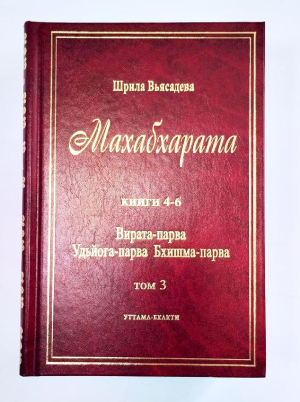 Шрила Вьясадева
Махабхарата
КНИГИ 4-6
Вирата-парва
Удьйога-парва Бхишма-парва
ТОМ 3
УТТАМА-БХАКТИ